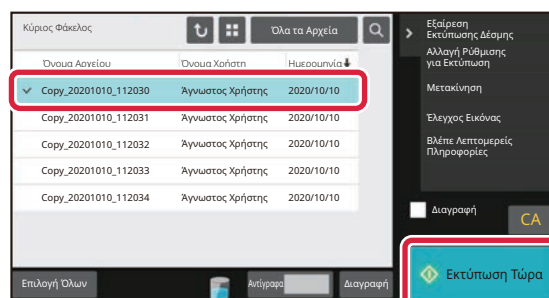 Κύριος Φάκελος
Όλα τα Αρχεία
Όνομα Αρχείου Όνομα Χρήστη Ημερομηνία
Copy_20201010_112030 Άγνωστος Χρήστης 2020/10/10
Copy_20201010_112031 Άγνωστος Χρήστης 2020/10/10
Copy_20201010_112032 Άγνωστος Χρήστης 2020/10/10
Copy_20201010_112033 Άγνωστος Χρήστης 2020/10/10
Copy_20201010_112034 Άγνωστος Χρήστης 2020/10/10
Επιλογή Όλων
Αντίγραφα
Διαγραφή
Εξαίρεση
Εκτύπωσης Δέσμης
Αλλαγή Ρύθμισης
για Εκτύπωση
Μετακίνηση
Έλεγχος Εικόνας
Βλέπε Λεπτομερείς
Πληροφορίες
Διαγραφή
CA
Εκτύπωση Τώρα